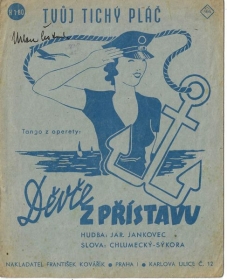 TVŮJ TICHÝ PLÁČ
Tango z operety:
Děvče
Z PŘÍSTAVU
HUDBA: JAR. JANKOVEC
SLOVA: CHLUMECKÝ-SÝKORA
NAKLADATEL FRANTIŠEK KOVÁŘÍK, PRAHA I - KARLOVA ULICE Č. 12